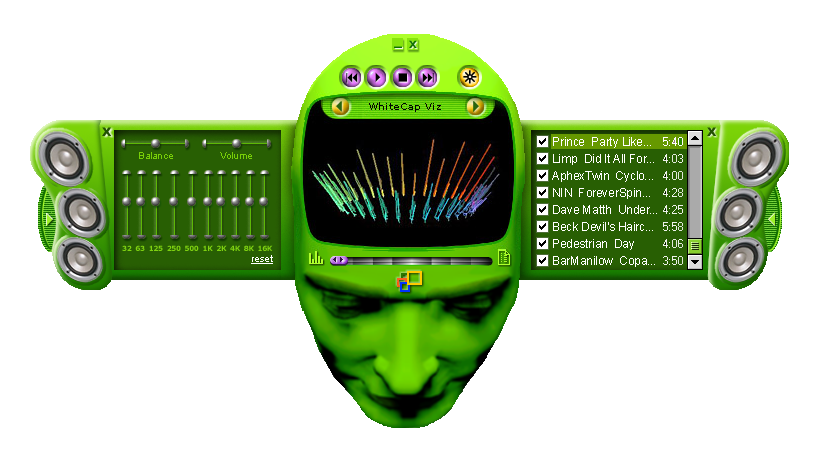 X
WhiteCap Viz
X
Balance Volume
32 63 125 250 500 1K 2K 4K 8K 16K
reset
X
Prince Party Like... 5:40
Limp Did It All For... 4:03
AphexTwin Cyclo... 4:00
NIN ForeverSpin... 4:28
Dave Matth Under... 4:25
Beck Devil's Hairc... 5:58
Pedestrian Day 4:06
BarManilow Copa... 3:50